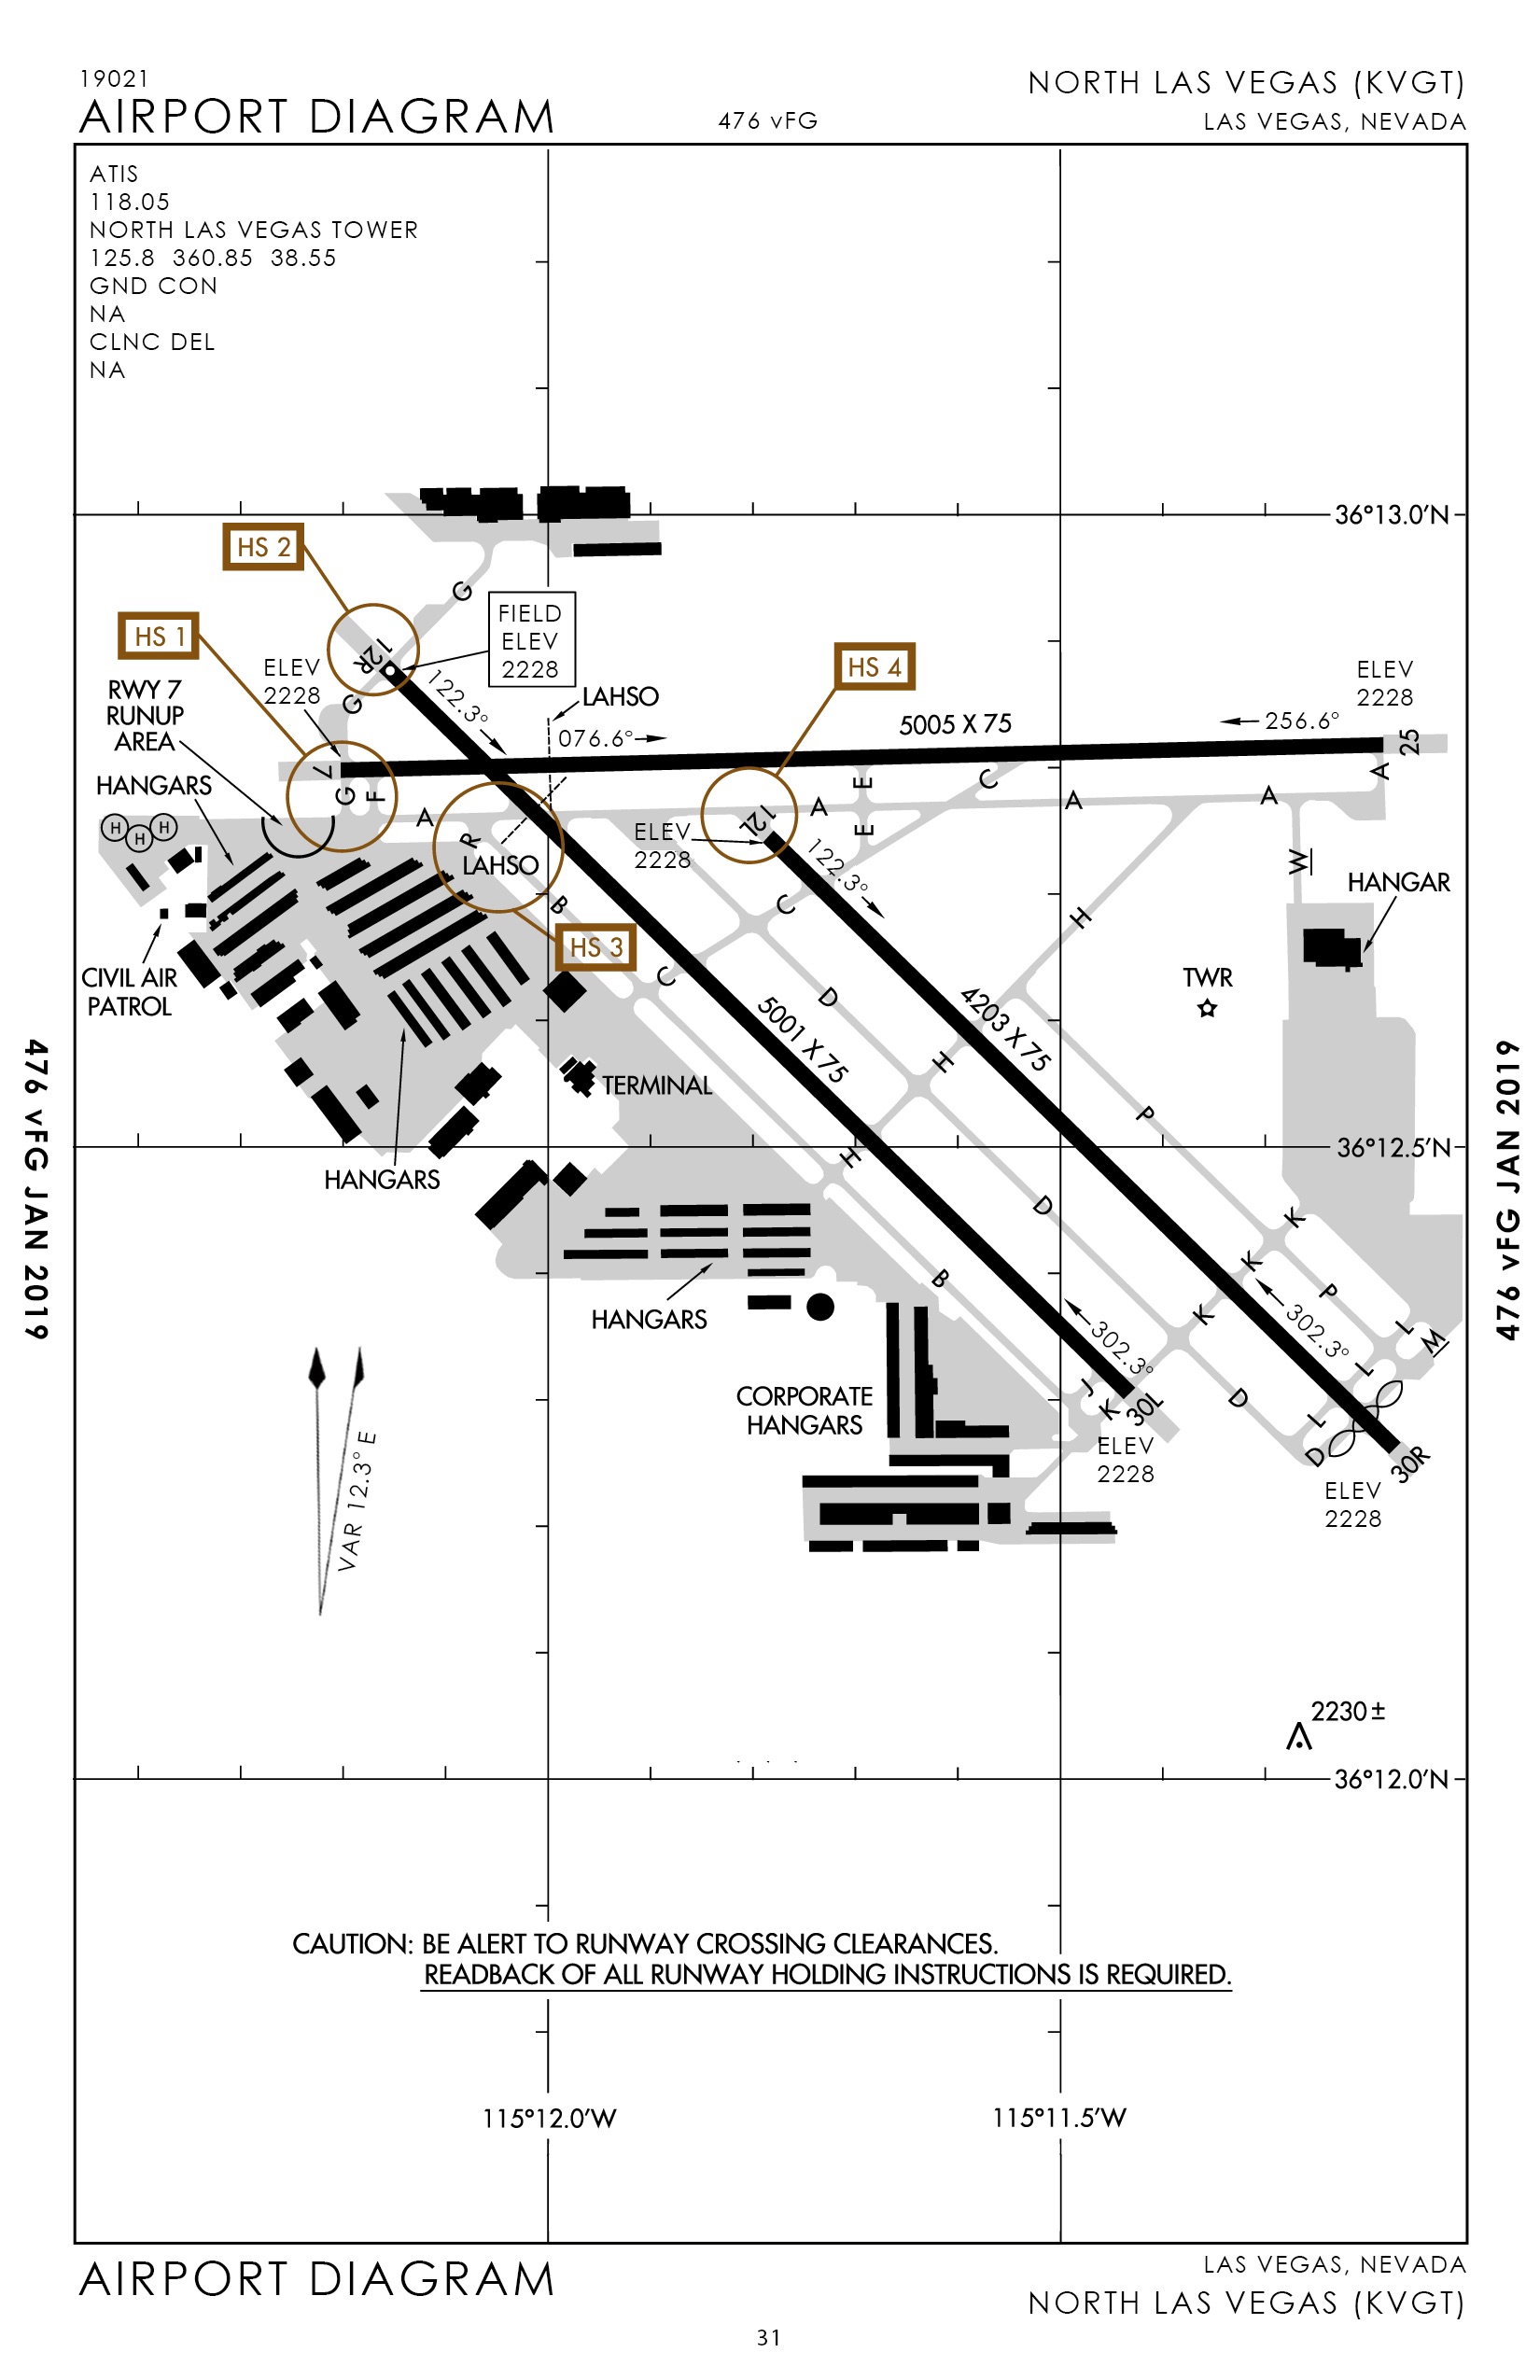 19021
AIRPORT DIAGRAM
476 vFG
NORTH LAS VEGAS (KVGT)
LAS VEGAS, NEVADA
ATIS
118.05
NORTH LAS VEGAS TOWER
125.8 360.85 38.55
GND CON
NA
CLNC DEL
NA
36°13.0'N
HS 2
G
FIELD
ELEV
2228
HS 1
12R
ELEV
2228
HS 4
RWY 7
RUNUP
AREA
G
122.3°
LAHSO
076.6°
5005 X 75
ELEV
2228
256.6°
25
7
HANGARS
G
F
A
R
LAHSO
E
A
E
C
A
A
A
H
H
H
12L
ELEV
2228
122.3°
W
HANGAR
B
C
HS 3
C
H
CIVIL AIR
PATROL
D
TWR
5001 X 75
4203 X 75
H
TERMINAL
P
36°12.5'N
HANGARS
H
D
K
K
B
P
HANGARS
K
302.3°
302.3°
L
M
L
CORPORATE
HANGARS
J
K
30L
D
L
D
30R
ELEV
2228
ELEV
2228
VAR 12.3° E
2230 ±
36°12.0'N
CAUTION: BE ALERT TO RUNWAY CROSSING CLEARANCES.
READBACK OF ALL RUNWAY HOLDING INSTRUCTIONS IS REQUIRED.
115°12.0'W
115°11.5'W
476 vFG JAN 2019
476 vFG JAN 2019
AIRPORT DIAGRAM
LAS VEGAS, NEVADA
NORTH LAS VEGAS (KVGT)
31